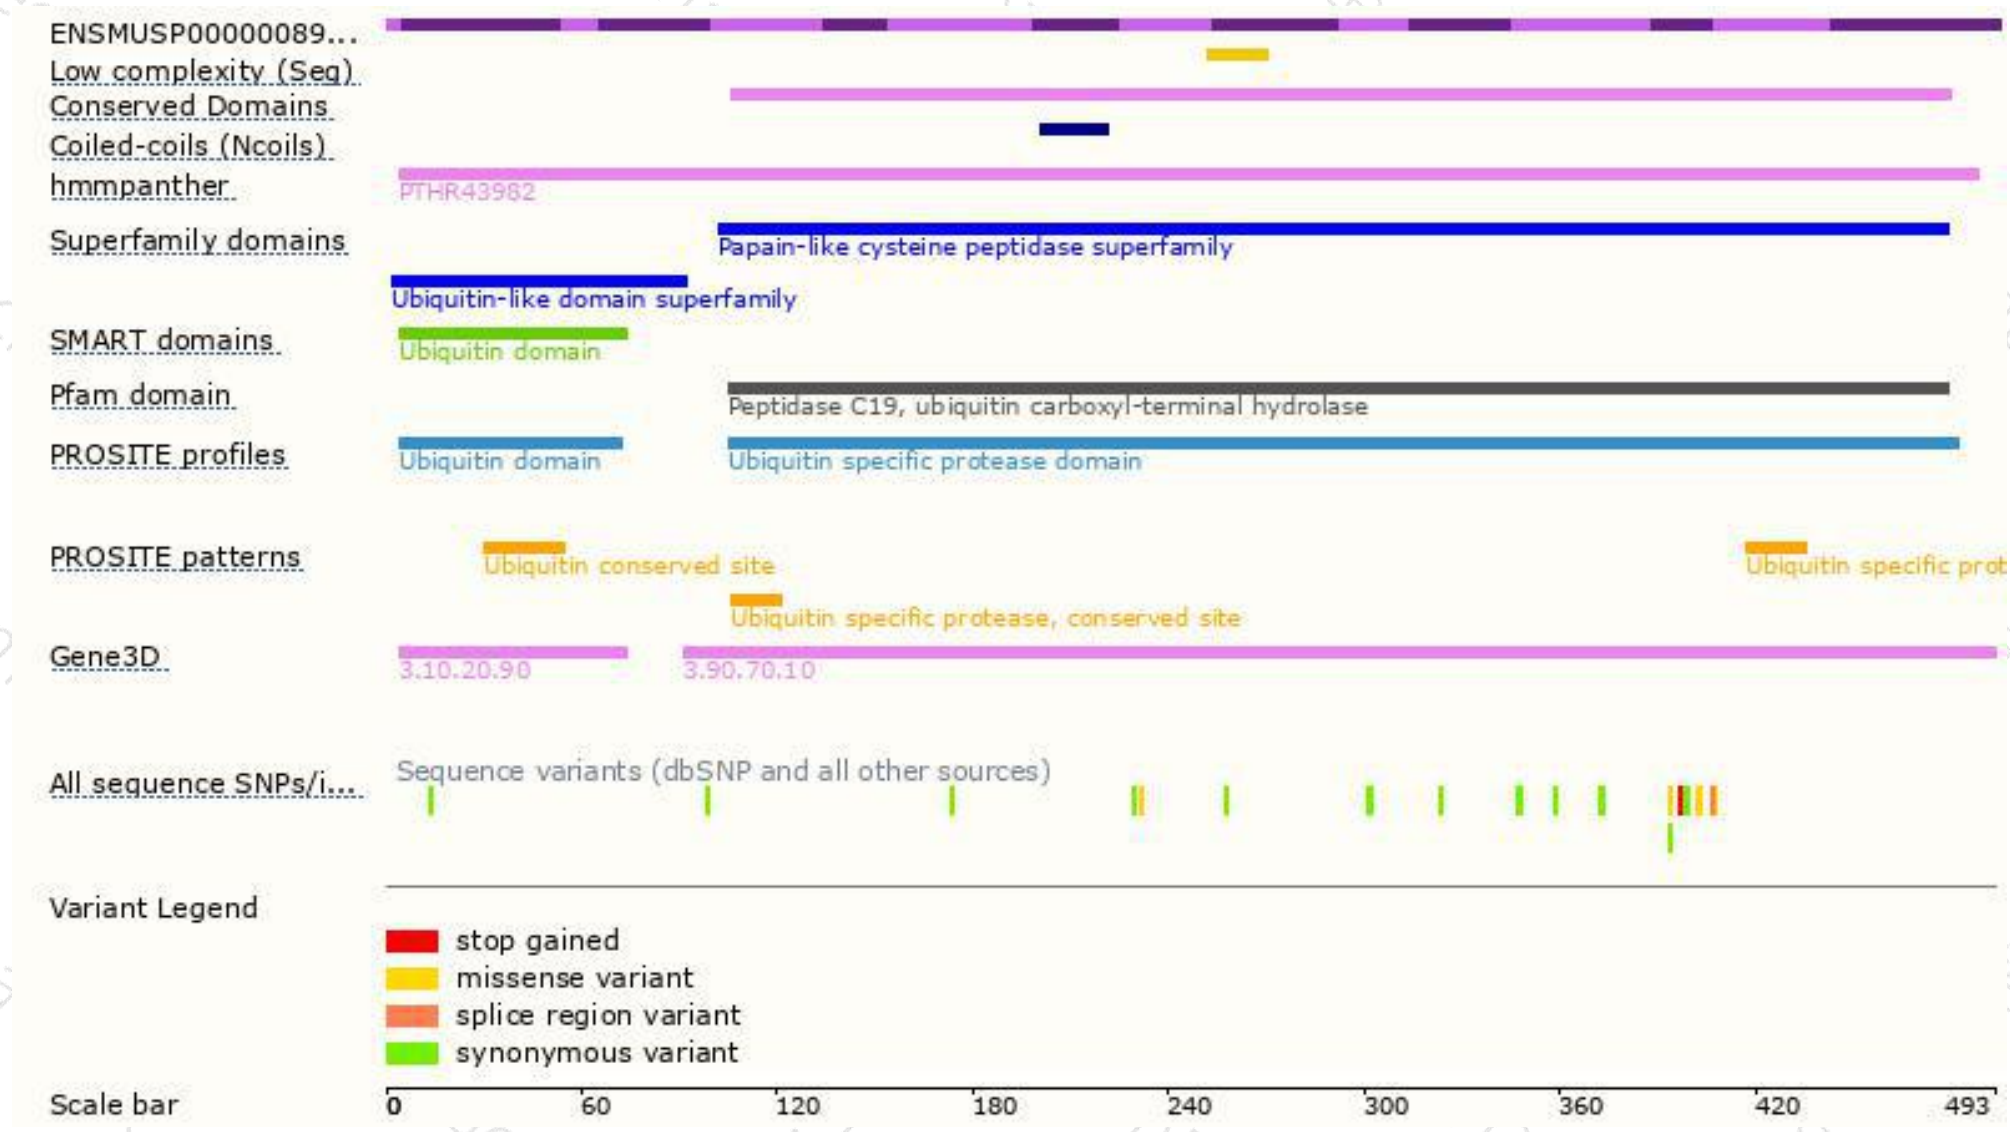 ENSMUSP00000089...
Low complexity (Seg)
Conserved Domains
Coiled-coils (Ncoils)
hmmpanther
PTHR43982
Superfamily domains
Papain-like cysteine peptidase superfamily
Ubiquitin-like domain superfamily
SMART domains
Ubiquitin domain
Pfam domain
Peptidase C19, ubiquitin carboxyl-terminal hydrolase
PROSITE profiles
Ubiquitin domain
Ubiquitin specific protease domain
PROSITE patterns
Ubiquitin conserved site
Ubiquitin specific prot
Ubiquitin specific protease, conserved site
Gene3D
3.10.20.90
3.90.70.10
All sequence SNPs/i...
Sequence variants (dbSNP and all other sources)
Variant Legend
stop gained
missense variant
splice region variant
synonymous variant
Scale bar
0 60 120 180 240 300 360 420 493